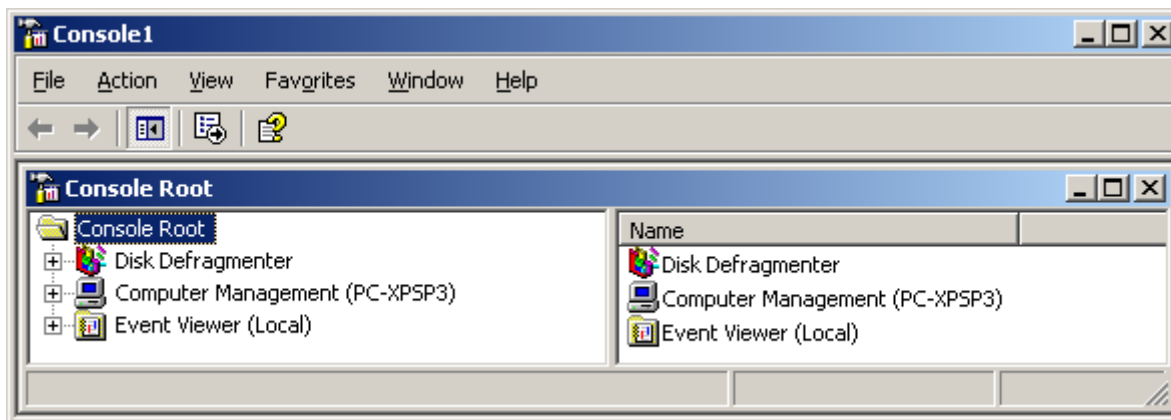 Console1
File Action View Favorites Window Help
Console Root
Console Root
Disk Defragmenter
Computer Management (PC-XPSP3)
Event Viewer (Local)
Name
Disk Defragmenter
Computer Management (PC-XPSP3)
Event Viewer (Local)